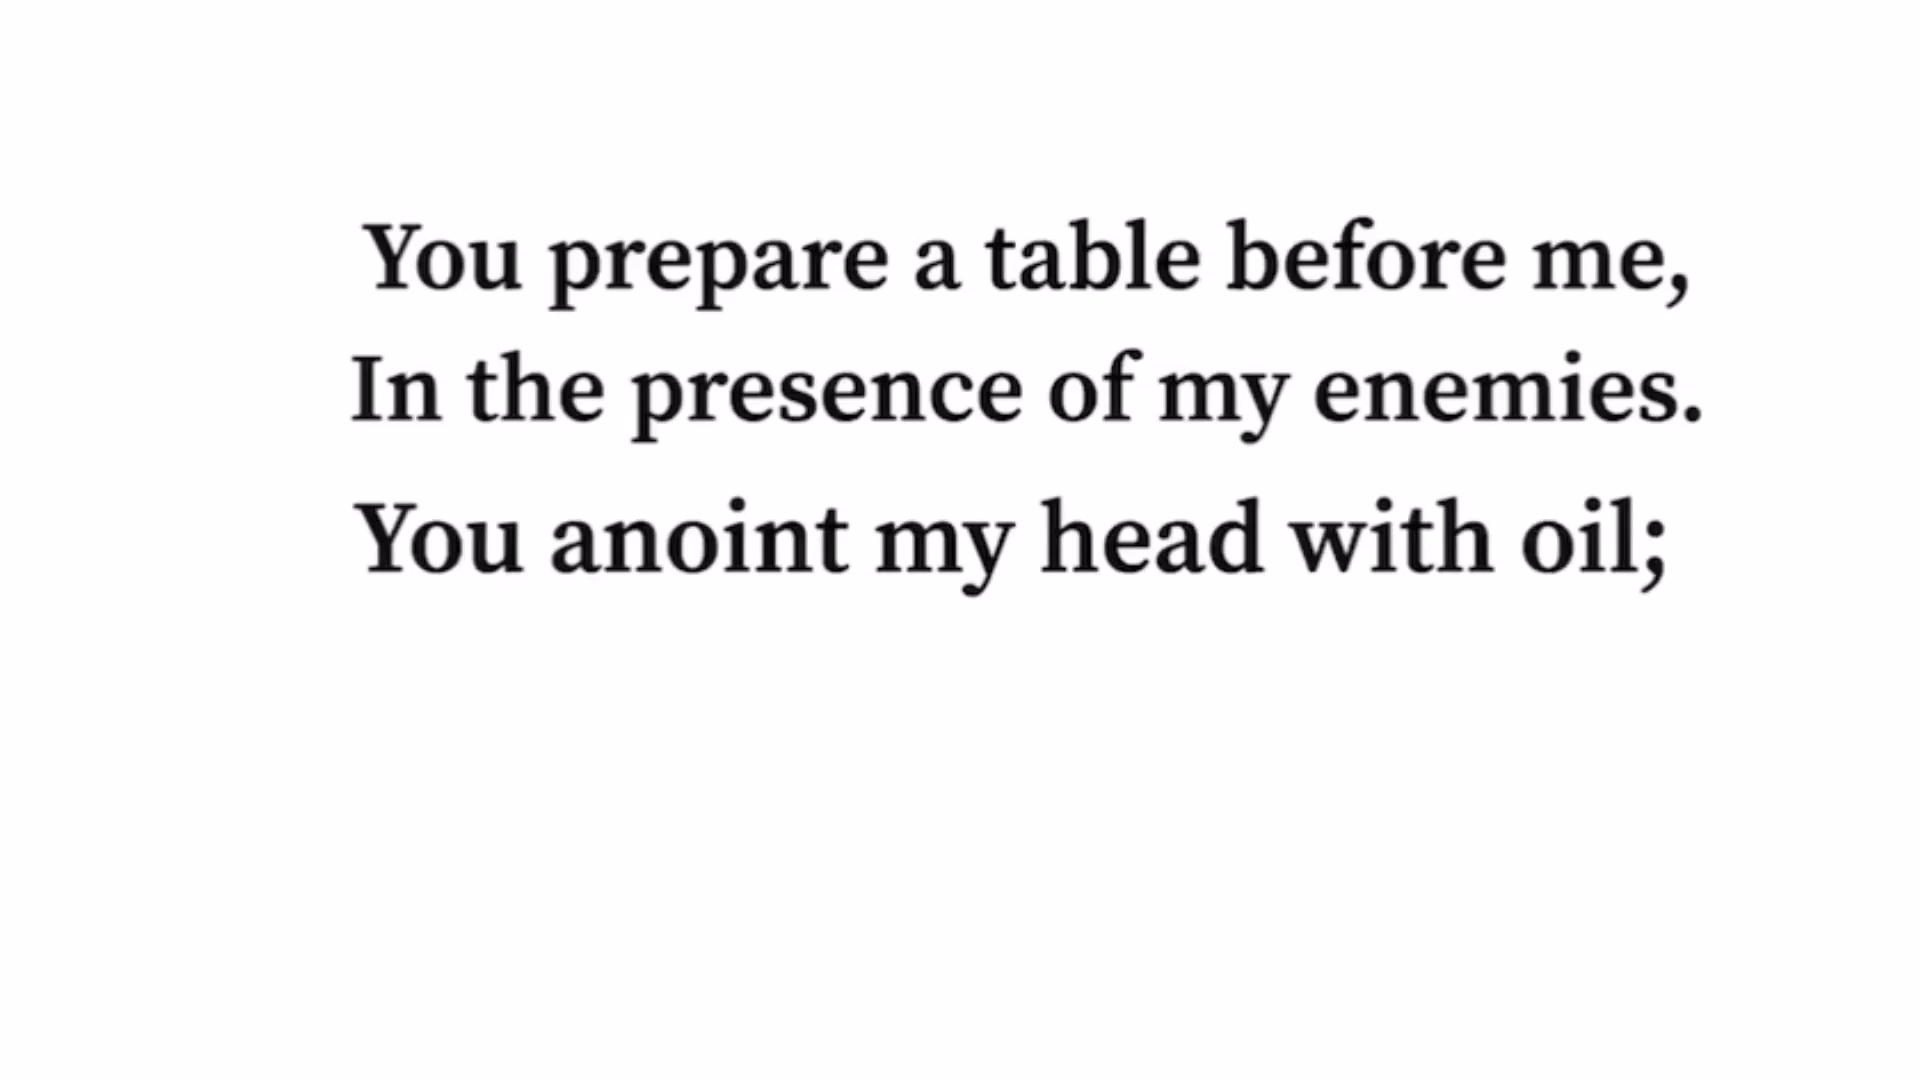 You prepare a table before me,
In the presence of my enemies.
You anoint my head with oil;